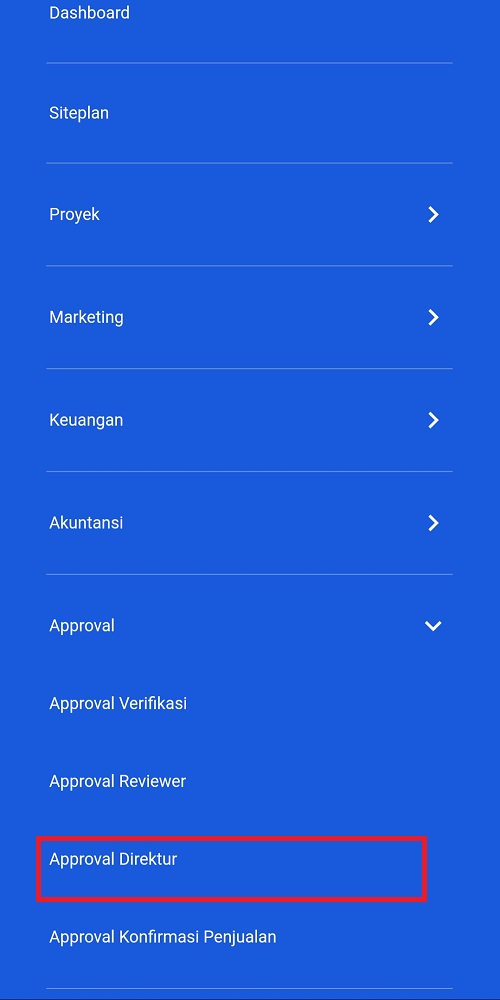 Dashboard
Siteplan
Proyek
Marketing
Keuangan
Akuntansi
Approval
Approval Verifikasi
Approval Reviewer
Approval Direktur
Approval Konfirmasi Penjualan